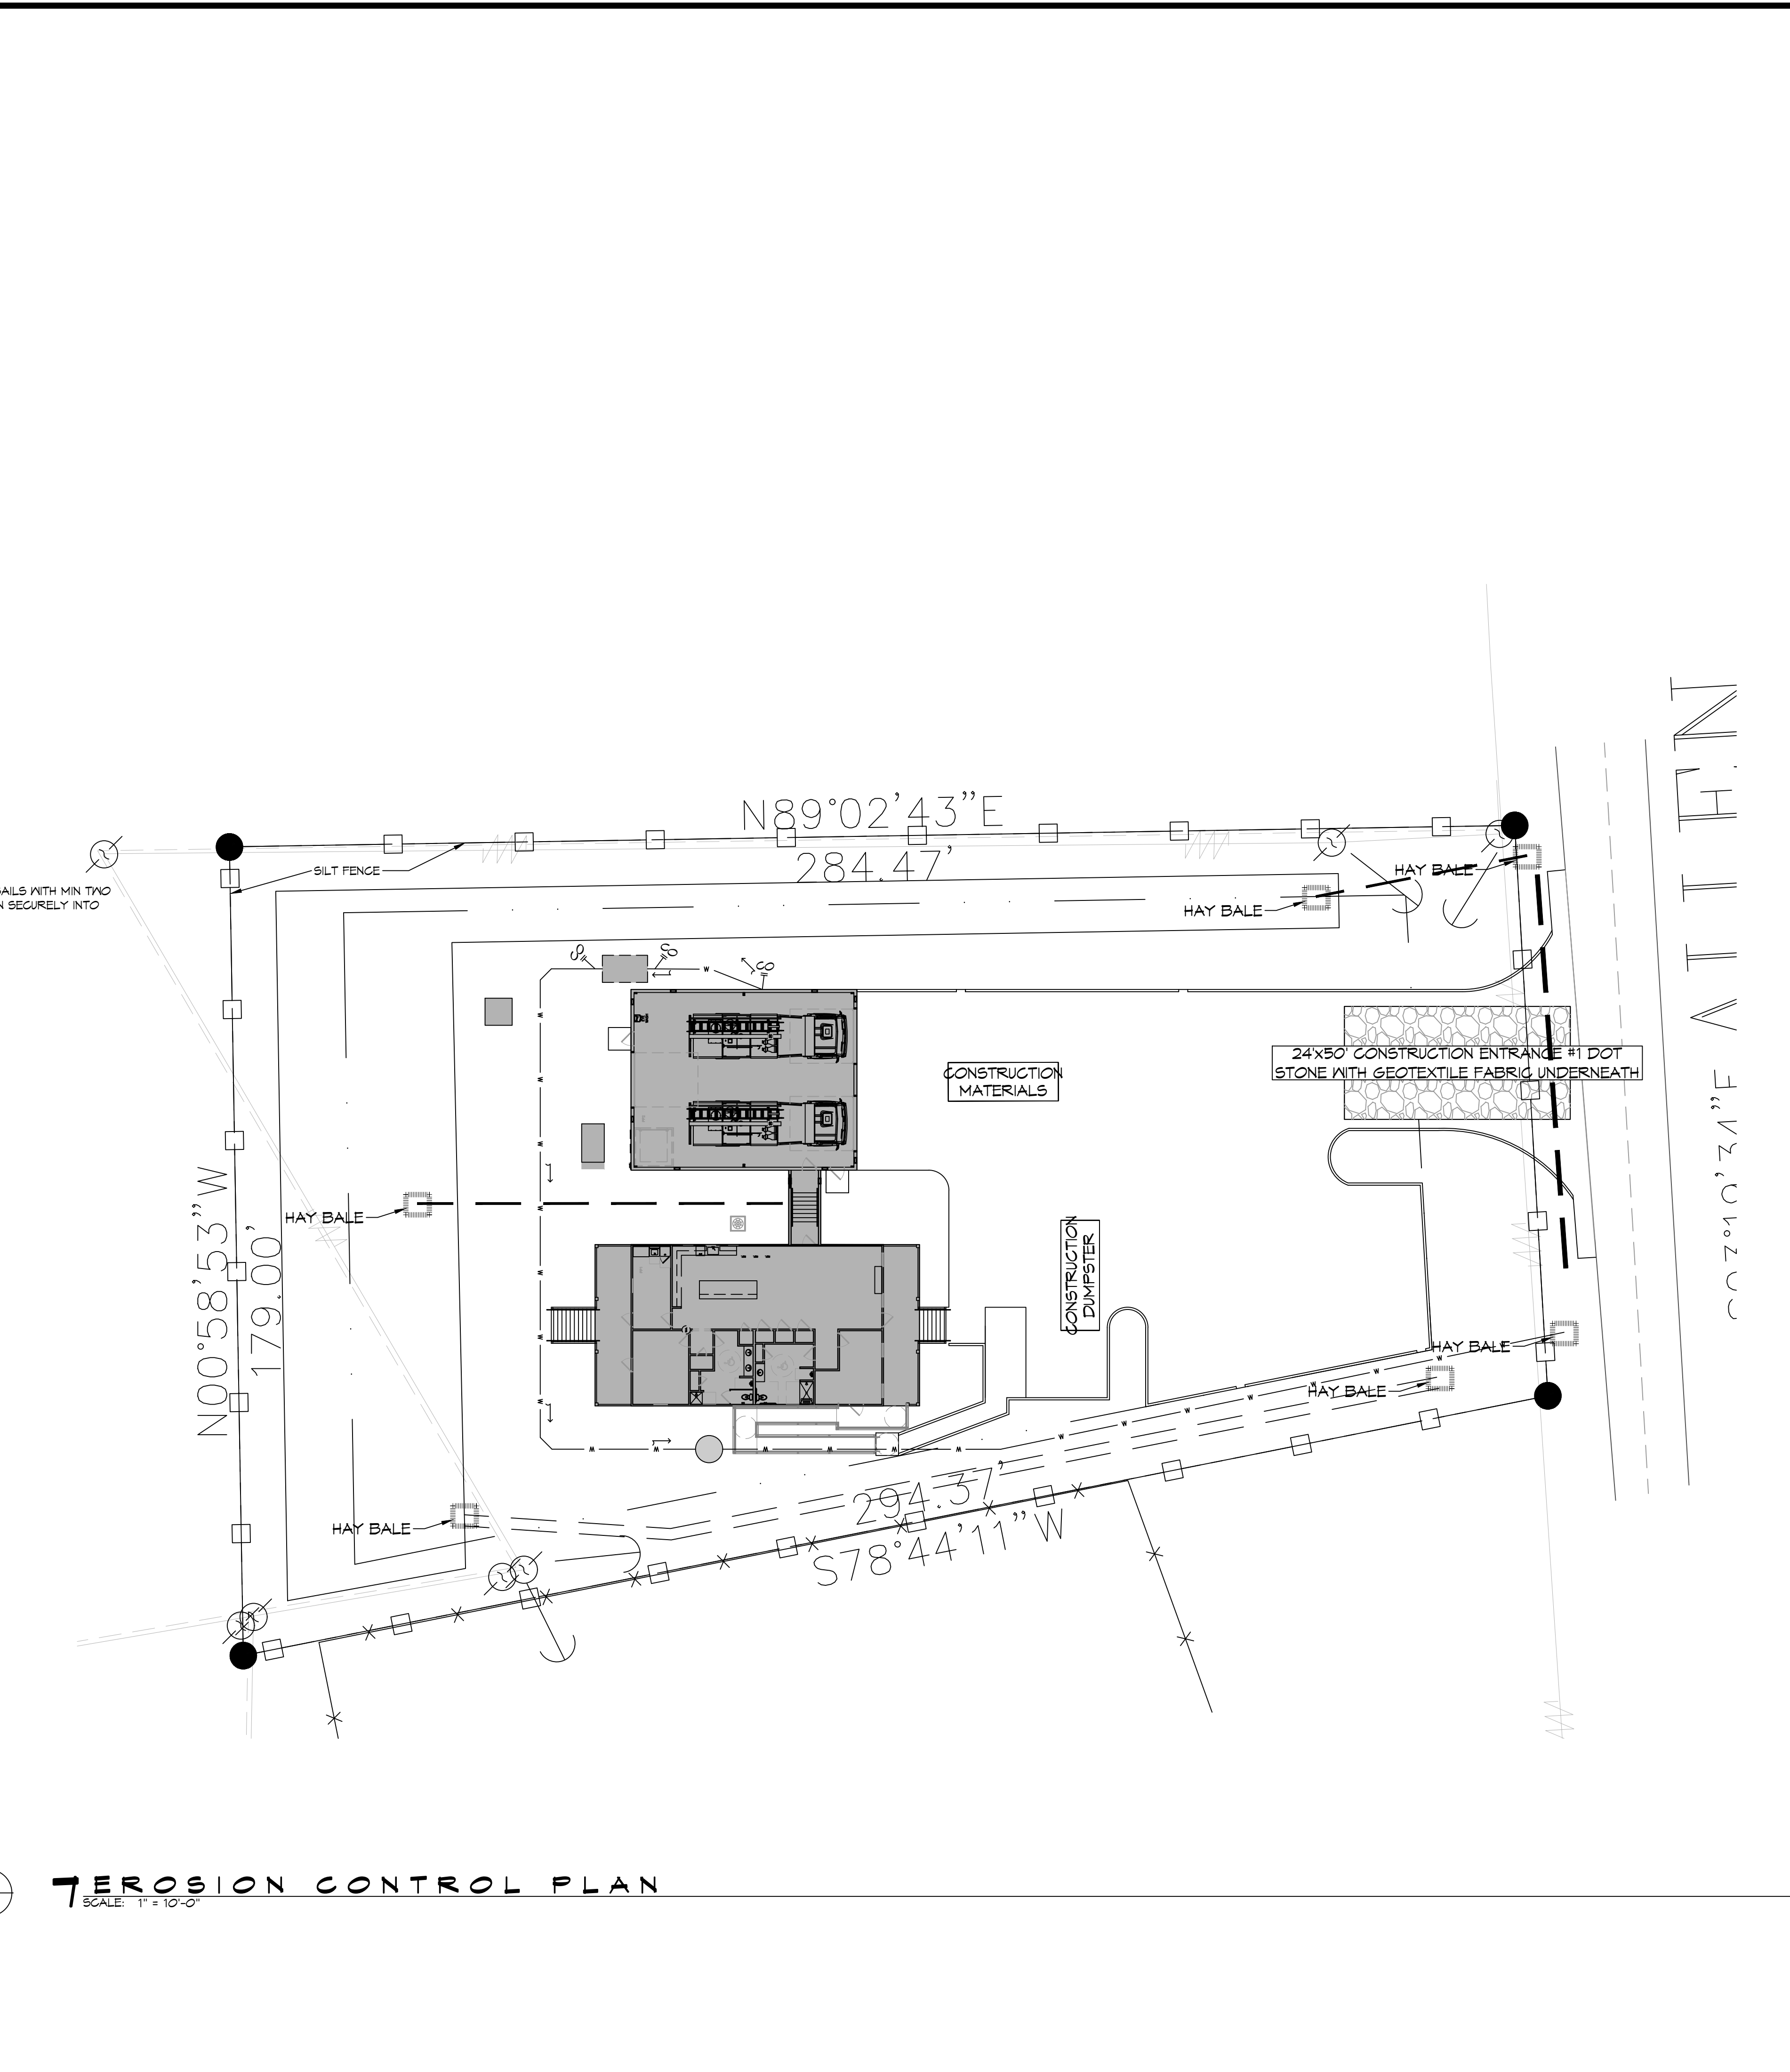 N89°02'43"E
284.47'
SILT FENCE
AILS WITH MIN TWO
N SECURELY INTO
HAY BALE
HAY BALE
CONSTRUCTION
MATERIALS
24'x50' CONSTRUCTION ENTRANCE #1 DOT
STONE WITH GEOTEXTILE FABRIC UNDERNEATH
N00°58'53"W
179.00'
HAY BALE
CONSTRUCTION
DUMPSTER
HAY BALE
HAY BALE
HAY BALE
294.37'
S78°44'11"W
7
EROSION CONTROL PLAN
SCALE: 1" = 10'-0"